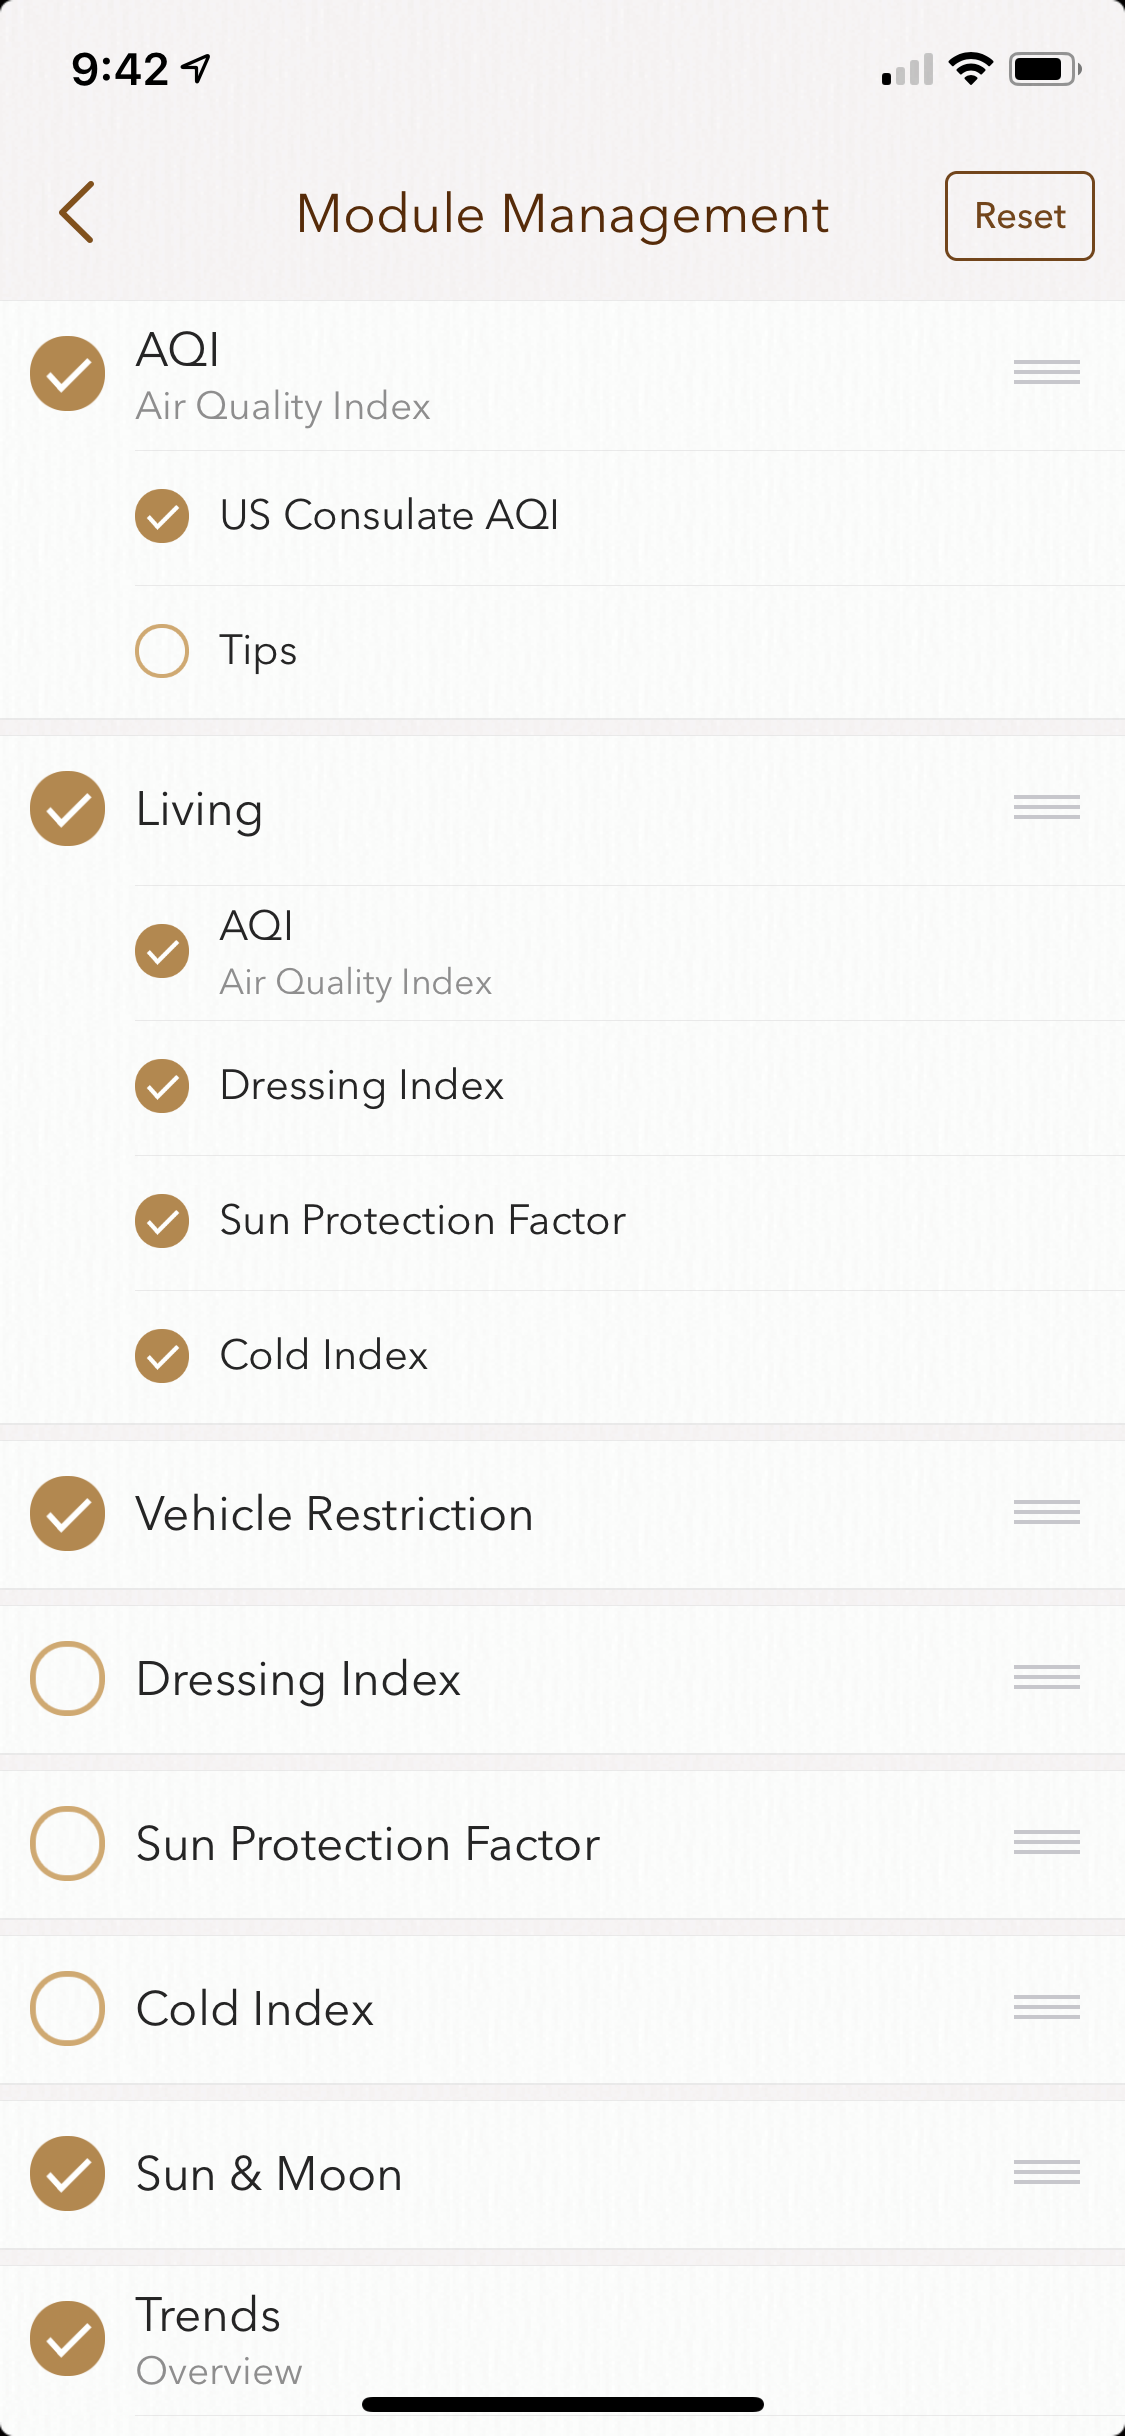 9:42
Module Management
Reset
AQI
Air Quality Index
US Consulate AQI
Tips
Living
AQI
Air Quality Index
Dressing Index
Sun Protection Factor
Cold Index
Vehicle Restriction
Dressing Index
Sun Protection Factor
Cold Index
Sun & Moon
Trends
Overview